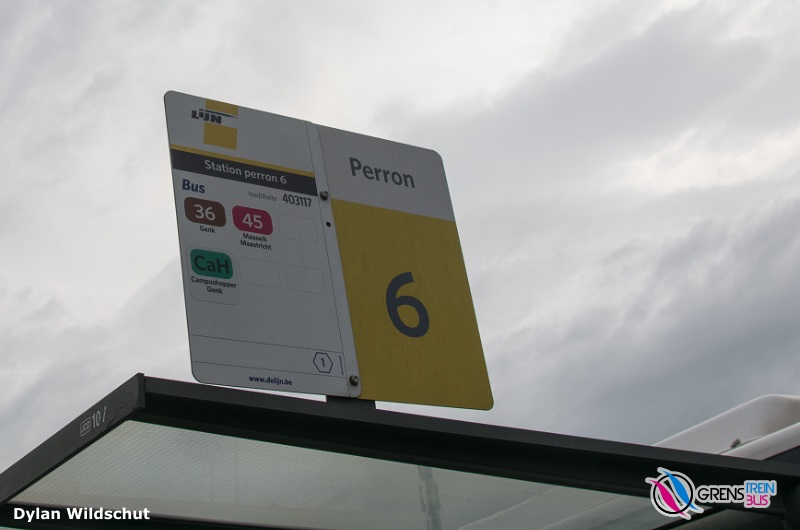 LIJN
Station perron 6
Bus
403117
36
Genk
45
Maaseik
Maastricht
CaH
Campushopper
Genk
1
www.delijn.be
Perron
6
10/
Dylan Wildschut
GRENS TREIN BUS